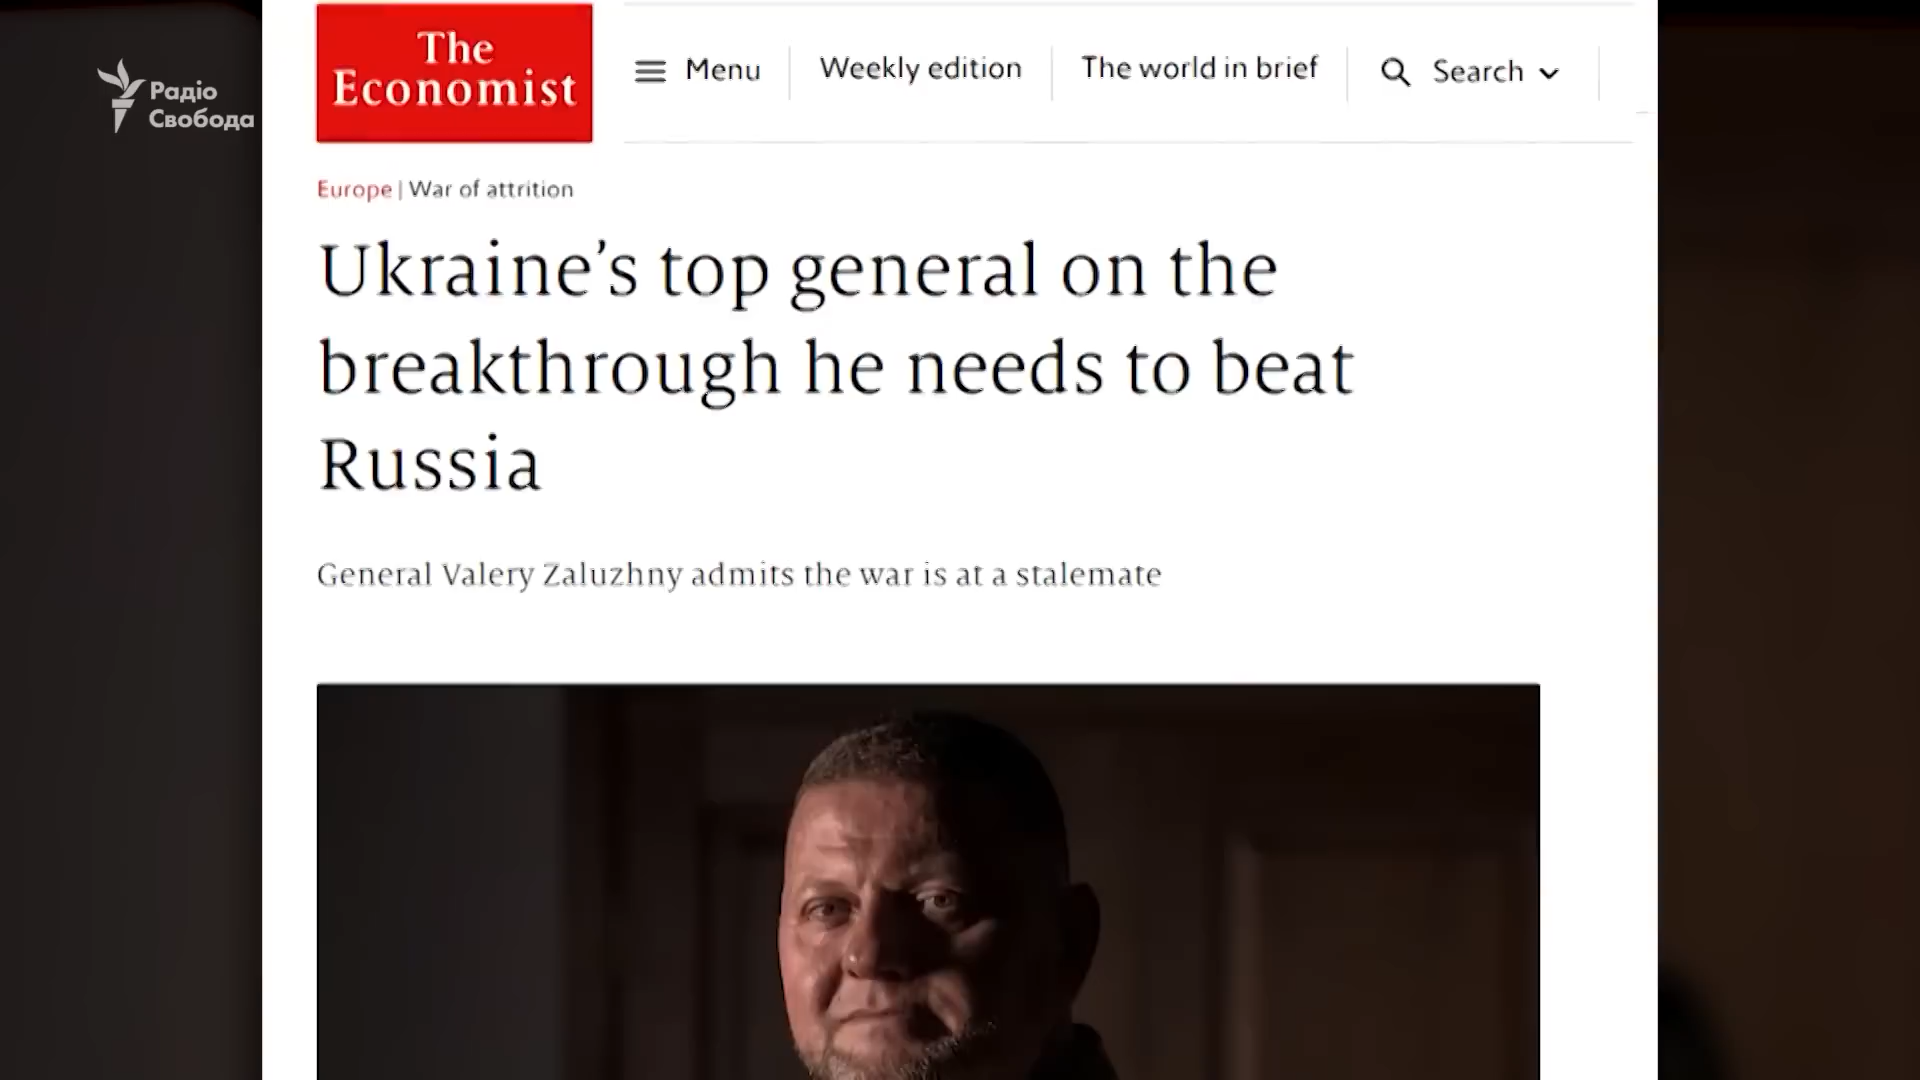 Радіо
Свобода
The
Economist
Menu
Weekly edition
The world in brief
Search
Europe | War of attrition
Ukraine’s top general on the
breakthrough he needs to beat
Russia
General Valery Zaluzhny admits the war is at a stalemate